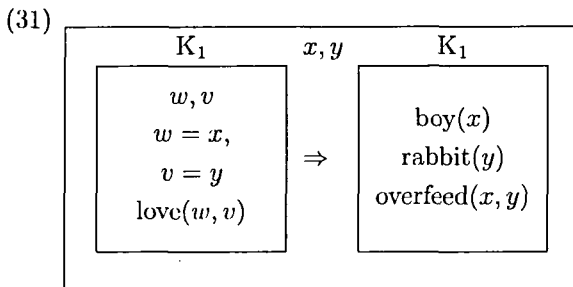 (31)
K₁ x, y K₁
w, v
w = x,
v = y
love(w, v)
⇒
boy(x)
rabbit(y)
overfeed(x, y)